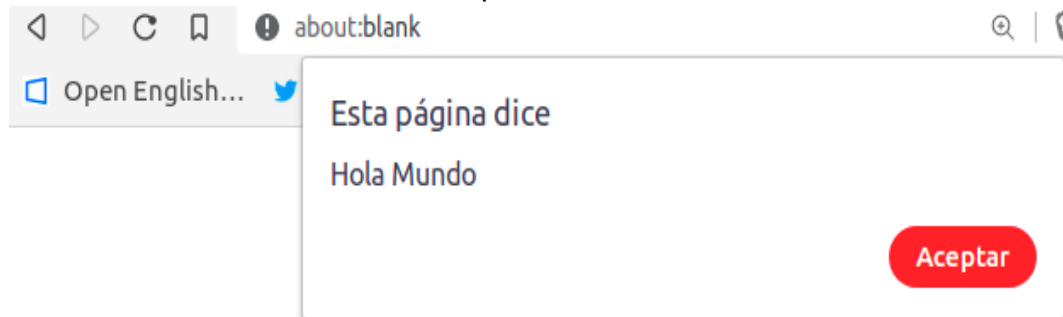 about:blank
Open English...
Esta página dice
Hola Mundo
Aceptar